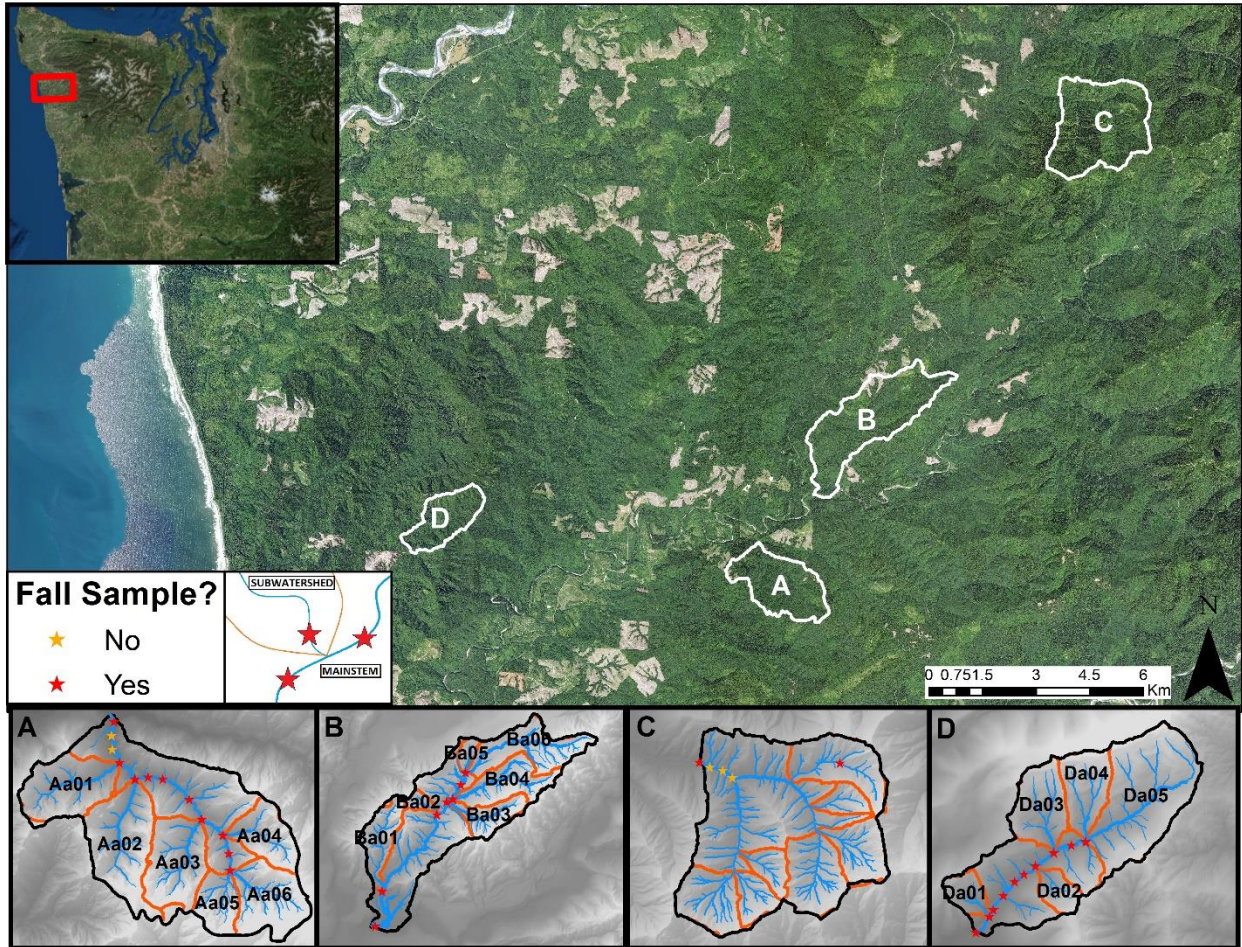 C
B
D
A
Fall Sample?
No
Yes
SUBWATERSHED
MAINSTEM
N
0 0.75 1.5 3 4.5 6
Km
A
Aa01
Aa02
Aa03
Aa04
Aa05
Aa06
B
Ba05
Ba06
Ba04
Ba02
Ba03
Ba01
C
D
Da04
Da03
Da05
Da01
Da02